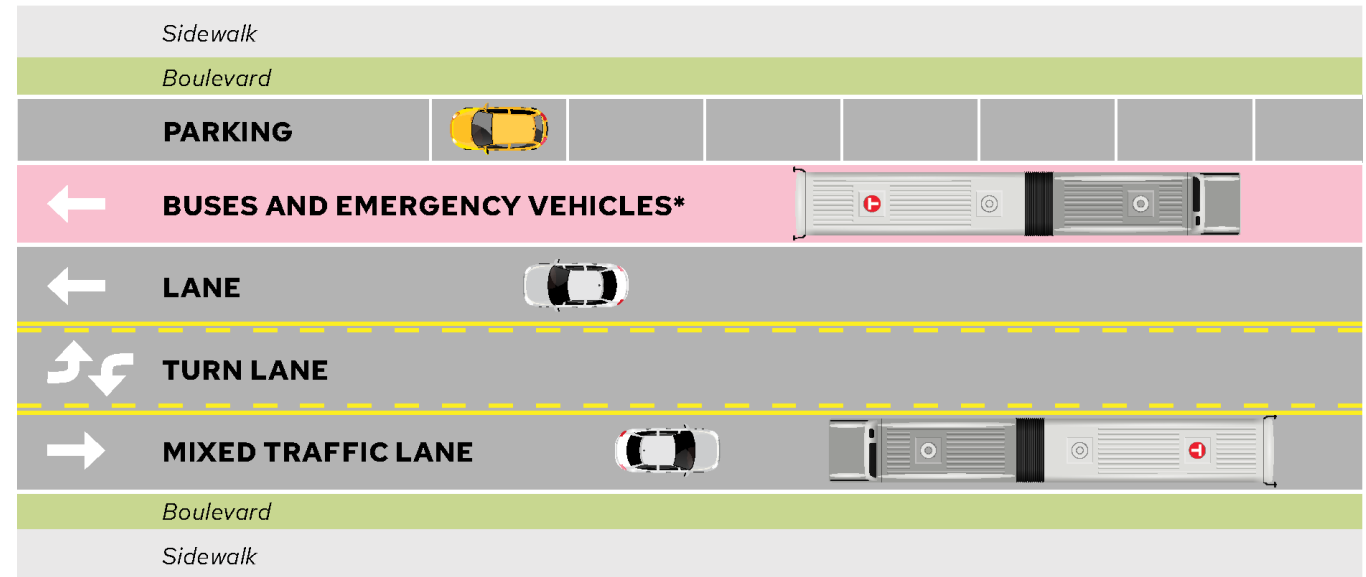 Sidewalk
Boulevard
PARKING
BUSES AND EMERGENCY VEHICLES*
T
LANE
TURN LANE
MIXED TRAFFIC LANE
T
Boulevard
Sidewalk